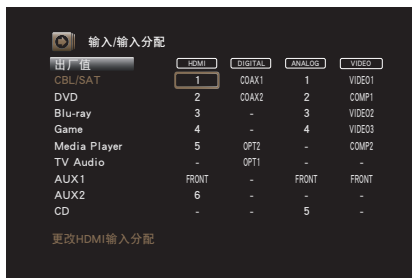 输入/输入分配
出厂值 HDMI DIGITAL ANALOG VIDEO
CBL/SAT 1 COAX1 1 VIDEO1
DVD 2 COAX2 2 COMP1
Blu-ray 3 - 3 VIDEO2
Game 4 - 4 VIDEO3
Media Player 5 OPT2 - COMP2
TV Audio - OPT1 - -
AUX1 FRONT - FRONT FRONT
AUX2 6 - - -
CD - - 5 -
更改HDMI输入分配